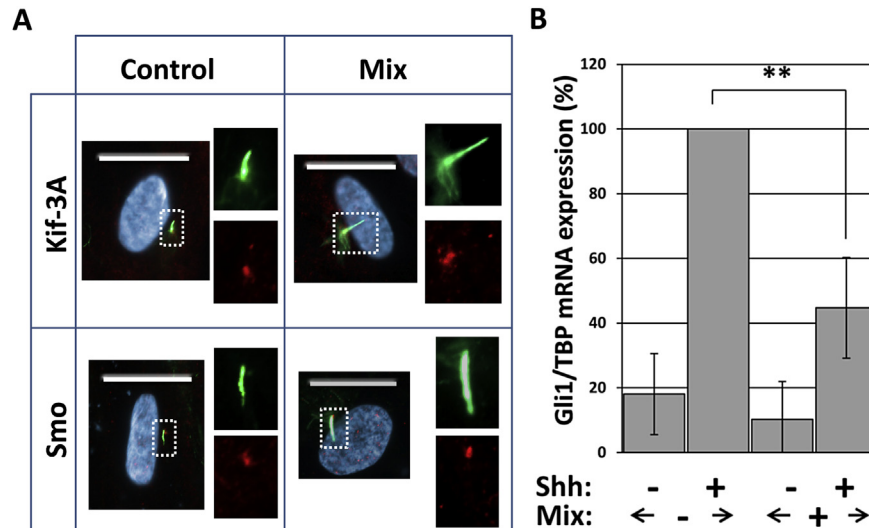 A
Control Mix
Kif-3A
Smo
B
Gli1/TBP mRNA expression (%)
120
100
80
60
40
20
0
**
Shh: - + - +
Mix: ← - → ← + →